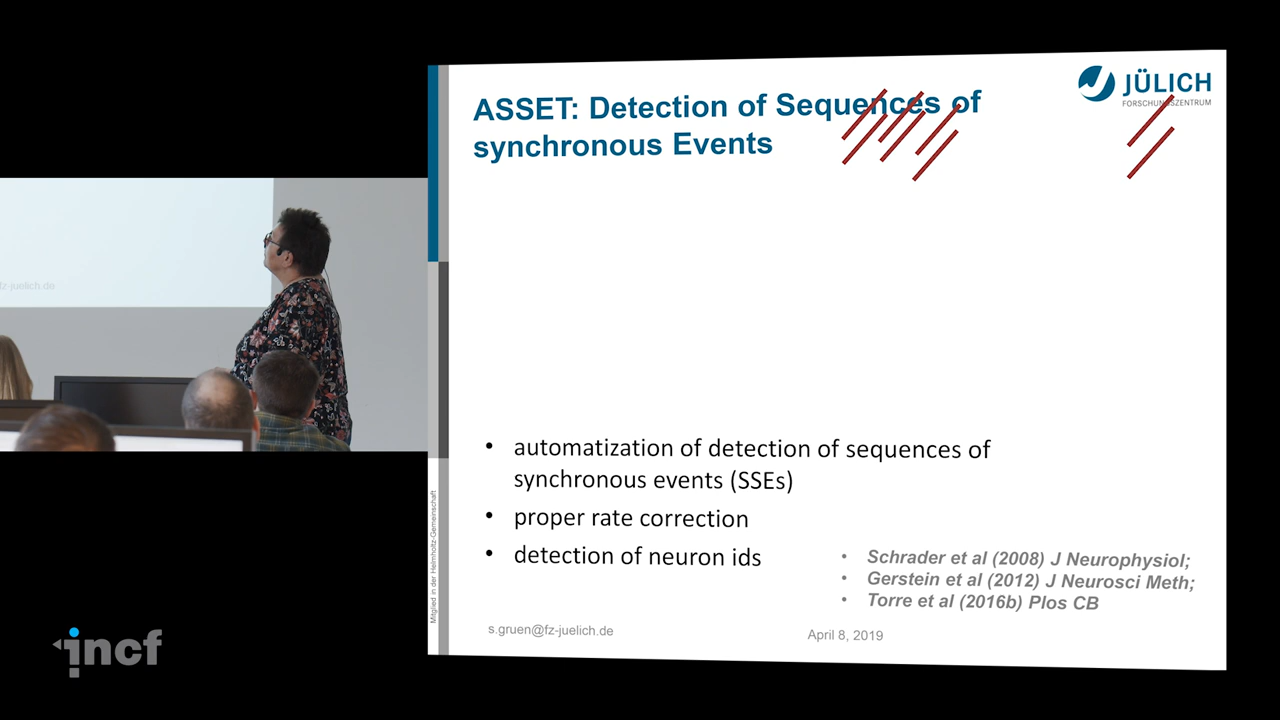 JÜLICH
FORSCHUNGSZENTRUM
ASSET: Detection of Sequences of
synchronous Events
z-juelich.de
• automatization of detection of sequences of
synchronous events (SSEs)
• proper rate correction
• detection of neuron ids
• Schrader et al (2008) J Neurophysiol;
• Gerstein et al (2012) J Neurosci Meth;
• Torre et al (2016b) Plos CB
Mitglied in der Helmholtz-Gemeinschaft
s.gruen@fz-juelich.de
April 8, 2019
incf